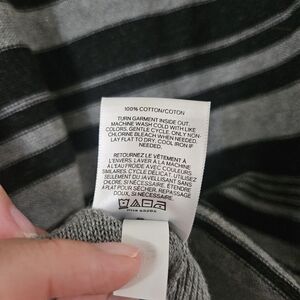 100% COTTON/COTON
TURN GARMENT INSIDE OUT.
MACHINE WASH COLD WITH LIKE
COLORS, GENTLE CYCLE, ONLY NON-
CHLORINE BLEACH WHEN NEEDED.
LAY FLAT TO DRY. COOL IRON IF
NEEDED.
RETOURNEZ LE VÊTEMENT À
L'ENVERS. LAVER À LA MACHINE
À L'EAU FROIDE AVEC COULEURS
SIMILAIRES, CYCLE DÉLICAT. UTILISEZ
SEULEMENT DU JAVELLISANT SANS
CHLORE, SI NÉCESSAIRE. ÉTENDRE
À PLAT POUR SÉCHER. REPASSAGE
DOUX, SI NÉCESSAIRE.